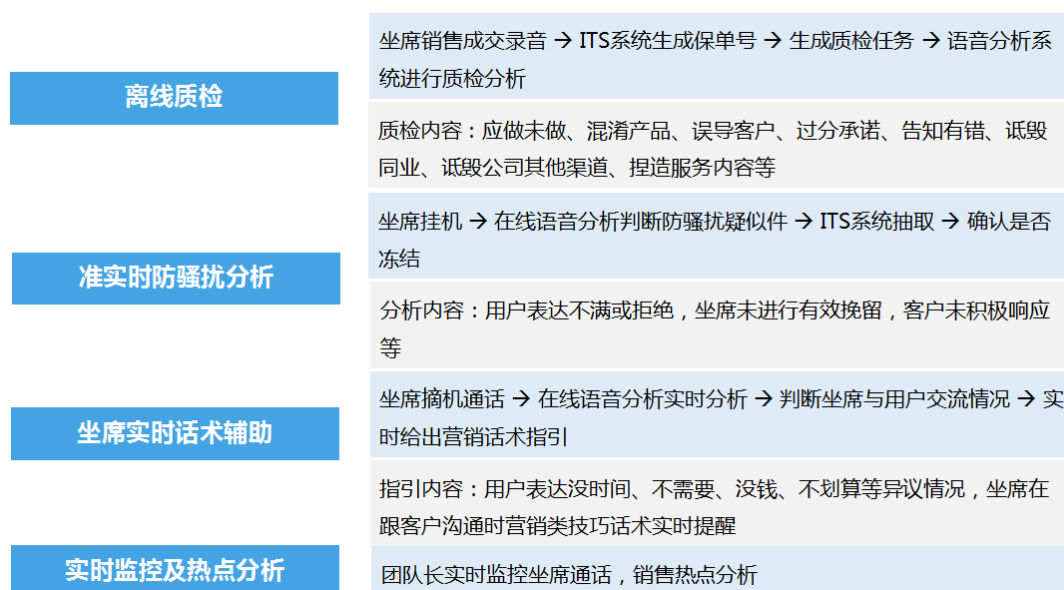 离线质检
坐席销售成交录音 → ITS系统生成保单号 → 生成质检任务 → 语音分析系
统进行质检分析
质检内容：应做未做、混淆产品、误导客户、过分承诺、告知有错、诋毁
同业、诋毁公司其他渠道、捏造服务内容等
准实时防骚扰分析
坐席挂机 → 在线语音分析判断防骚扰疑似件 → ITS系统抽取 → 确认是否
冻结
分析内容：用户表达不满或拒绝，坐席未进行有效挽留，客户未积极响应
等
坐席实时话术辅助
坐席摘机通话 → 在线语音分析实时分析 → 判断坐席与用户交流情况 → 实
时给出营销话术指引
指引内容：用户表达没时间、不需要、没钱、不划算等异议情况，坐席在
跟客户沟通时营销类技巧话术实时提醒
实时监控及热点分析
团队长实时监控坐席通话，销售热点分析